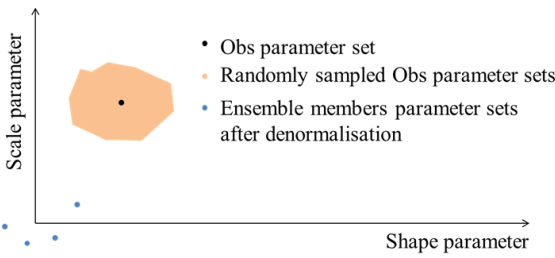 Scale parameter
Obs parameter set
Randomly sampled Obs parameter sets
Ensemble members parameter sets
after denormalisation
Shape parameter